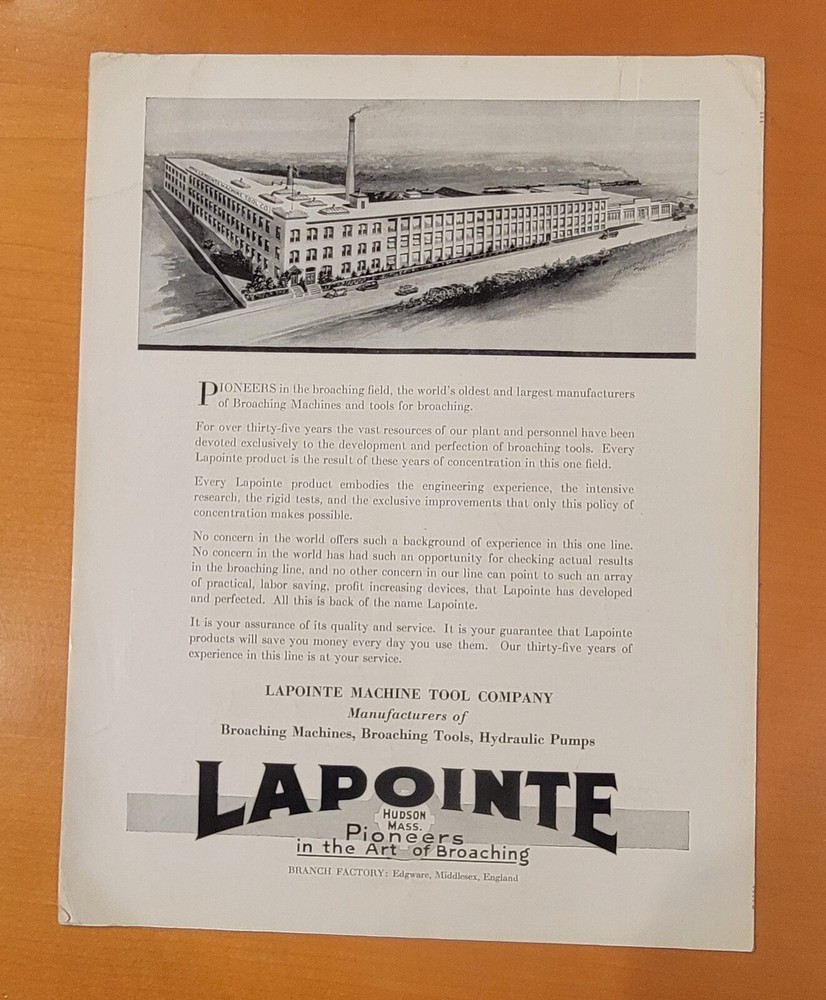 LAPOINTE MACHINE TOOL CO.
PIONEERS in the broaching field, the world's oldest and largest manufacturers
of Broaching Machines and tools for broaching.
For over thirty-five years the vast resources of our plant and personnel have been
devoted exclusively to the development and perfection of broaching tools. Every
Lapointe product is the result of these years of concentration in this one field.
Every Lapointe product embodies the engineering experience, the intensive
research, the rigid tests, and the exclusive improvements that only this policy of
concentration makes possible.
No concern in the world offers such a background of experience in this one line.
No concern in the world has had such an opportunity for checking actual results
in the broaching line, and no other concern in our line can point to such an array
of practical, labor saving, profit increasing devices, that Lapointe has developed
and perfected. All this is back of the name Lapointe.
It is your assurance of its quality and service. It is your guarantee that Lapointe
products will save you money every day you use them. Our thirty-five years of
experience in this line is at your service.
LAPOINTE MACHINE TOOL COMPANY
Manufacturers of
Broaching Machines, Broaching Tools, Hydraulic Pumps
LAPOINTE
HUDSON
MASS.
Pioneers
in the Art of Broaching
BRANCH FACTORY: Edgware, Middlesex, England